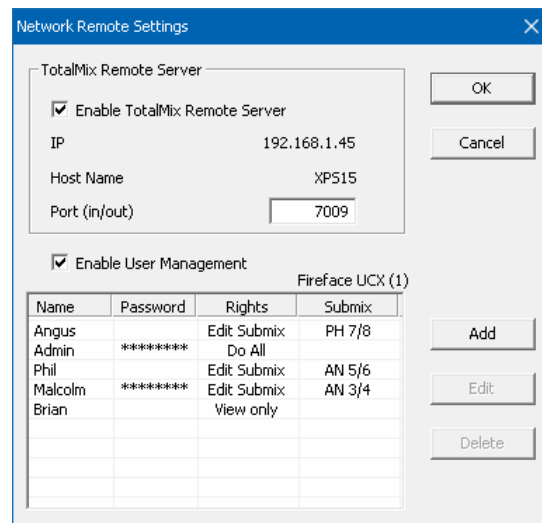 Network Remote Settings
TotalMix Remote Server
Enable TotalMix Remote Server
IP 192.168.1.45
Host Name XPS15
Port (in/out) 7009
OK
Cancel
Enable User Management
Fireface UCX (1)
Name Password Rights Submix
Angus Edit Submix PH 7/8
Admin ******** Do All
Phil Edit Submix AN 5/6
Malcolm ******** Edit Submix AN 3/4
Brian View only
Add
Edit
Delete